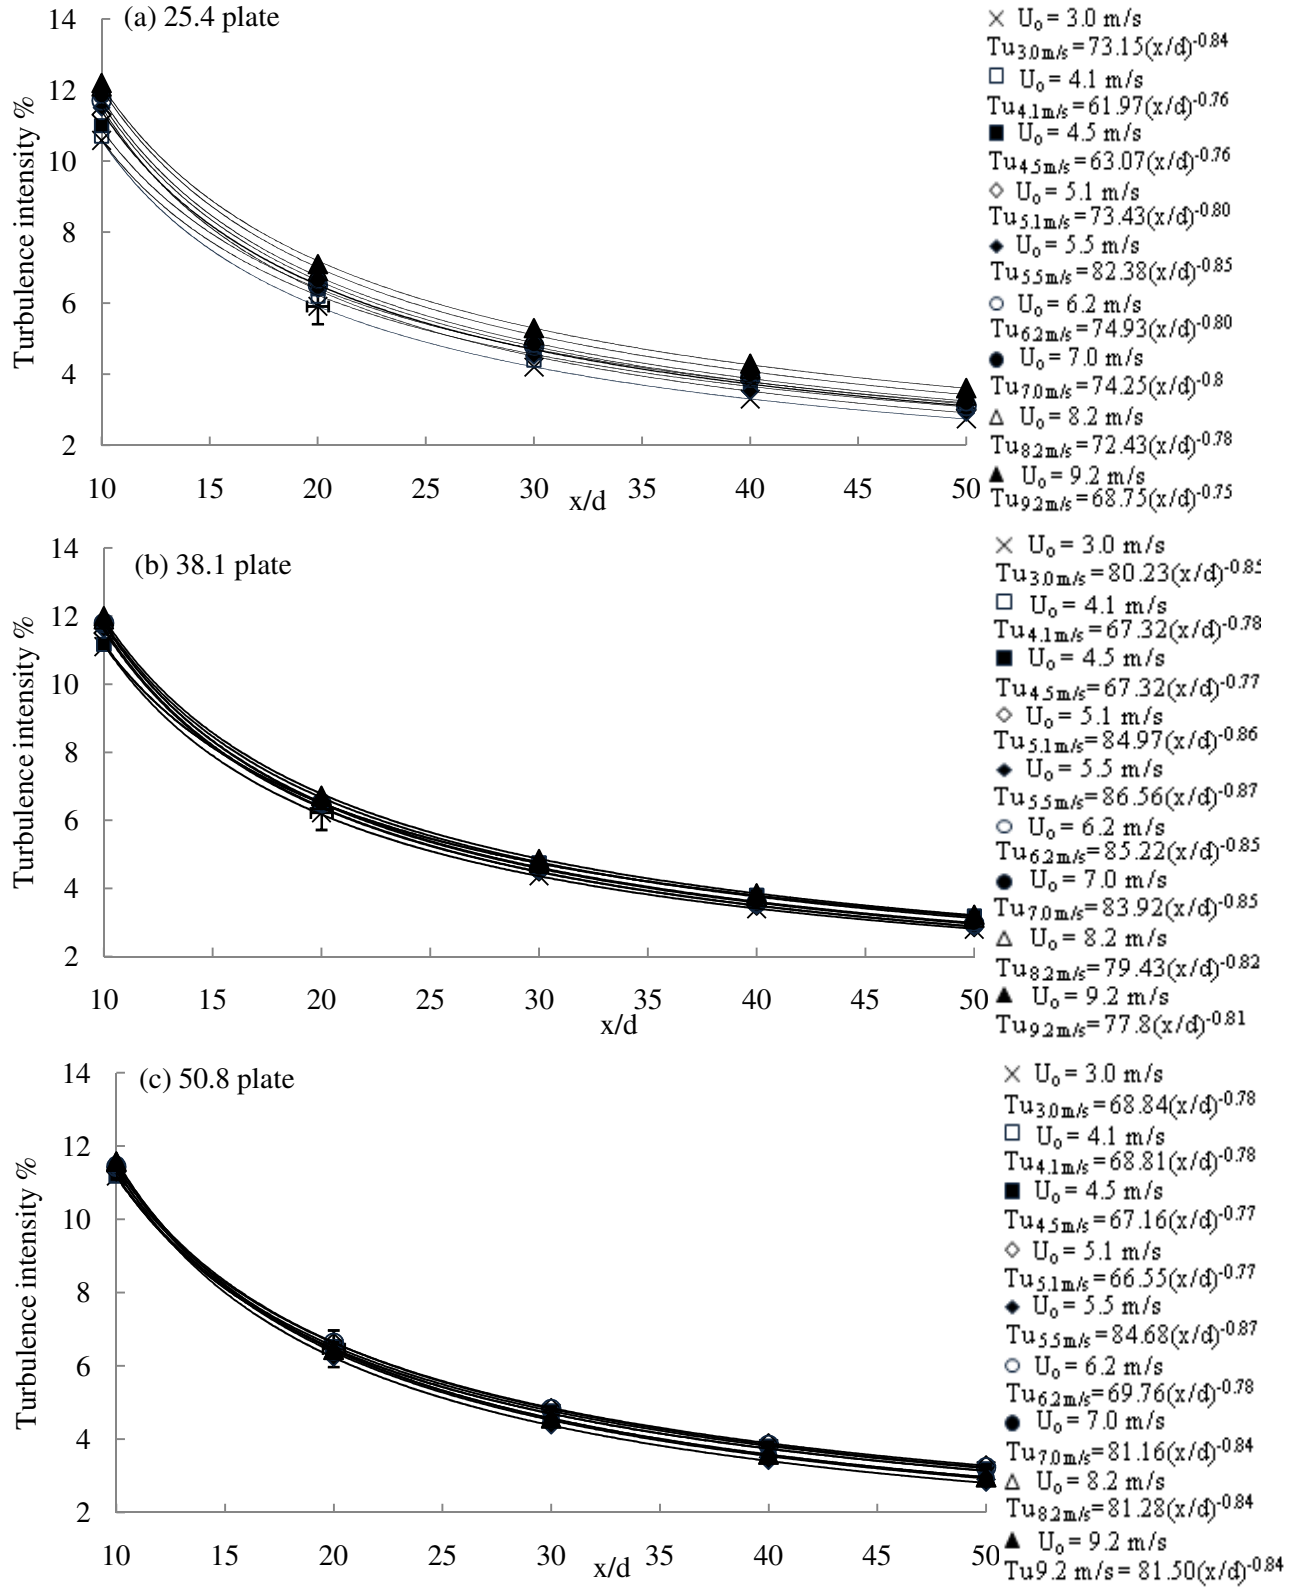 (a) 25.4 plate
Turbulence intensity %
14
12
10
8
6
4
2
10 15 20 25 30 35 40 45 50
x/d
U₀ = 3.0 m/s
Tu3.0m/s = 73.15(x/d)^-0.84
U₀ = 4.1 m/s
Tu4.1m/s = 61.97(x/d)^-0.76
U₀ = 4.5 m/s
Tu4.5m/s = 63.07(x/d)^-0.76
U₀ = 5.1 m/s
Tu5.1m/s = 73.43(x/d)^-0.80
U₀ = 5.5 m/s
Tu5.5m/s = 82.38(x/d)^-0.85
U₀ = 6.2 m/s
Tu6.2m/s = 74.93(x/d)^-0.80
U₀ = 7.0 m/s
Tu7.0m/s = 74.25(x/d)^-0.8
U₀ = 8.2 m/s
Tu8.2m/s = 72.43(x/d)^-0.78
U₀ = 9.2 m/s
Tu9.2m/s = 68.75(x/d)^-0.75
(b) 38.1 plate
Turbulence intensity %
14
12
10
8
6
4
2
10 15 20 25 30 35 40 45 50
x/d
U₀ = 3.0 m/s
Tu3.0m/s = 80.23(x/d)^-0.85
U₀ = 4.1 m/s
Tu4.1m/s = 67.32(x/d)^-0.78
U₀ = 4.5 m/s
Tu4.5m/s = 67.32(x/d)^-0.77
U₀ = 5.1 m/s
Tu5.1m/s = 84.97(x/d)^-0.86
U₀ = 5.5 m/s
Tu5.5m/s = 86.56(x/d)^-0.87
U₀ = 6.2 m/s
Tu6.2m/s = 85.22(x/d)^-0.85
U₀ = 7.0 m/s
Tu7.0m/s = 83.92(x/d)^-0.85
U₀ = 8.2 m/s
Tu8.2m/s = 79.43(x/d)^-0.82
U₀ = 9.2 m/s
Tu9.2m/s = 77.8(x/d)^-0.81
(c) 50.8 plate
Turbulence intensity %
14
12
10
8
6
4
2
10 15 20 25 30 35 40 45 50
x/d
U₀ = 3.0 m/s
Tu3.0m/s = 68.84(x/d)^-0.78
U₀ = 4.1 m/s
Tu4.1m/s = 68.81(x/d)^-0.78
U₀ = 4.5 m/s
Tu4.5m/s = 67.16(x/d)^-0.77
U₀ = 5.1 m/s
Tu5.1m/s = 66.55(x/d)^-0.77
U₀ = 5.5 m/s
Tu5.5m/s = 84.68(x/d)^-0.87
U₀ = 6.2 m/s
Tu6.2m/s = 69.76(x/d)^-0.78
U₀ = 7.0 m/s
Tu7.0m/s = 81.16(x/d)^-0.84
U₀ = 8.2 m/s
Tu8.2m/s = 81.28(x/d)^-0.84
U₀ = 9.2 m/s
Tu9.2 m/s = 81.50(x/d)^-0.84